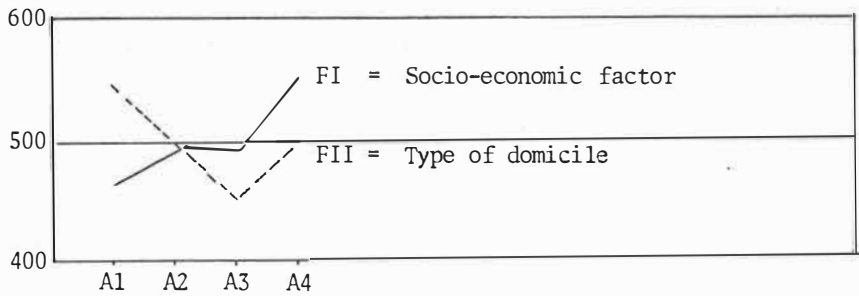 600
FI = Socio-economic factor
500
FII = Type of domicile
400
A1 A2 A3 A4